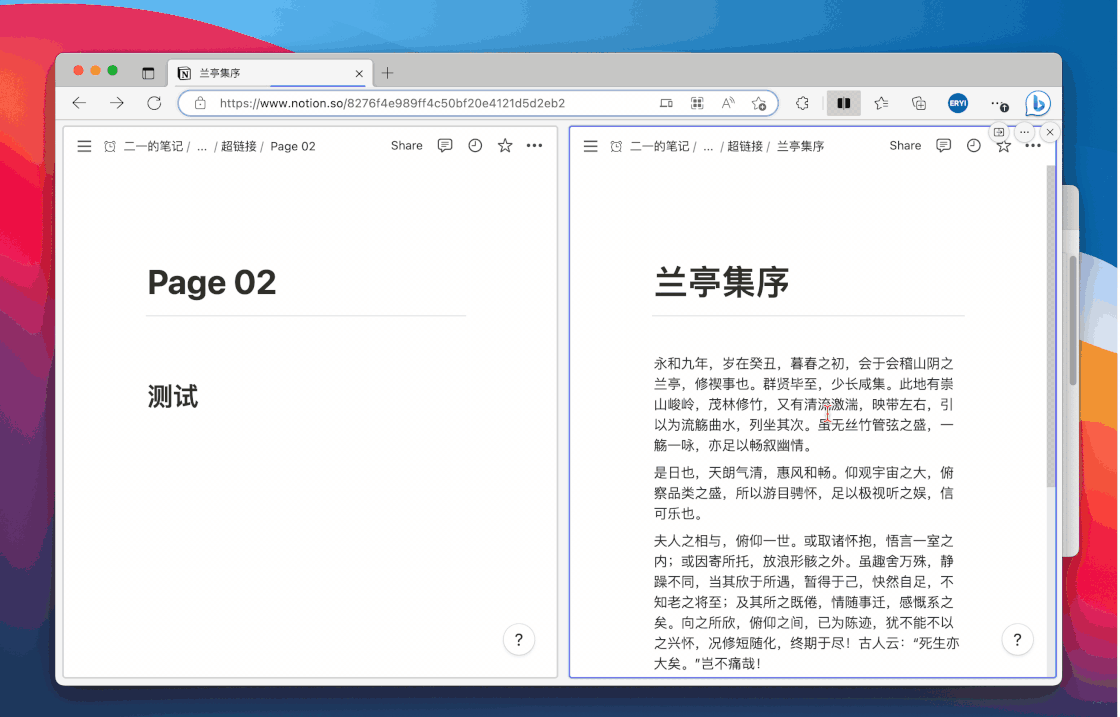 兰亭集序
https://www.notion.so/8276f4e989ff4c50bf20e4121d5d2eb2
ERYI
二一的笔记 / ... / 超链接 / Page 02
Share
二一的笔记 / ... / 超链接 / 兰亭集序
Share
Page 02
测试
?
兰亭集序
永和九年，岁在癸丑，暮春之初，会于会稽山阴之
兰亭，修禊事也。群贤毕至，少长咸集。此地有崇
山峻岭，茂林修竹，又有清流激湍，映带左右，引
以为流觞曲水，列坐其次。虽无丝竹管弦之盛，一
觞一咏，亦足以畅叙幽情。
是日也，天朗气清，惠风和畅。仰观宇宙之大，俯
察品类之盛，所以游目骋怀，足以极视听之娱，信
可乐也。
夫人之相与，俯仰一世。或取诸怀抱，悟言一室之
内；或因寄所托，放浪形骸之外。虽趣舍万殊，静
躁不同，当其欣于所遇，暂得于己，快然自足，不
知老之将至；及其所之既倦，情随事迁，感慨系之
矣。向之所欣，俯仰之间，已为陈迹，犹不能不以
之兴怀，况修短随化，终期于尽！古人云：“死生亦
大矣。”岂不痛哉！
?